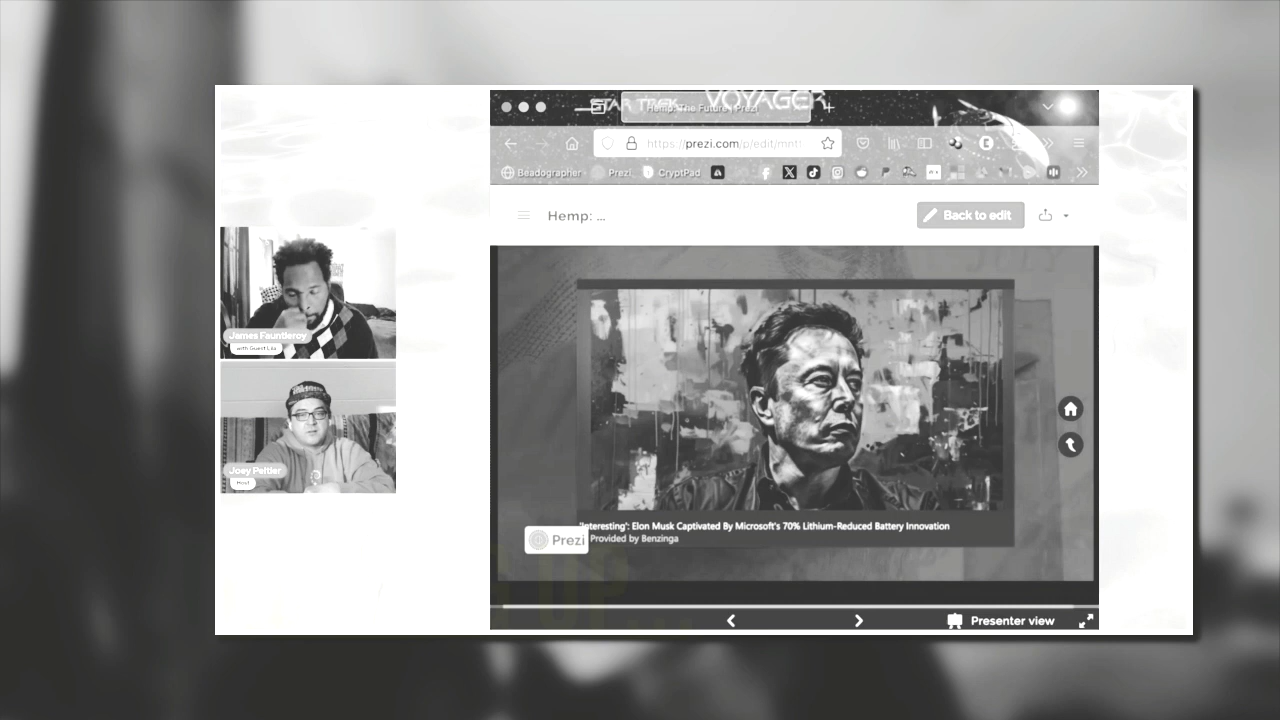 STAR TREK VOYAGER
Hemp: The Future | Prezi
https://prezi.com/p/edit/mnt
Beadographer
Prezi
CryptPad
Hemp: ...
Back to edit
James Fauntleroy
with Guest Lits
Joey Peltier
Host
'Interesting': Elon Musk Captivated By Microsoft's 70% Lithium-Reduced Battery Innovation
Prezi
Provided by Benzinga
Presenter view